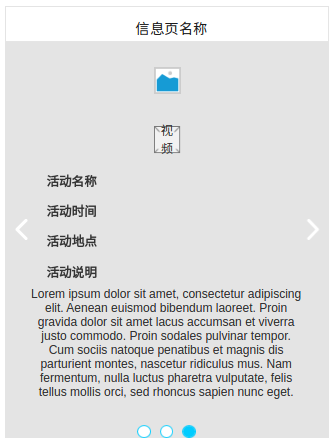 信息页名称
视
频
活动名称
活动时间
活动地点
活动说明
Lorem ipsum dolor sit amet, consectetur adipiscing
elit. Aenean euismod bibendum laoreet. Proin
gravida dolor sit amet lacus accumsan et viverra
justo commodo. Proin sodales pulvinar tempor.
Cum sociis natoque penatibus et magnis dis
parturient montes, nascetur ridiculus mus. Nam
fermentum, nulla luctus pharetra vulputate, felis
tellus mollis orci, sed rhoncus sapien nunc eget.